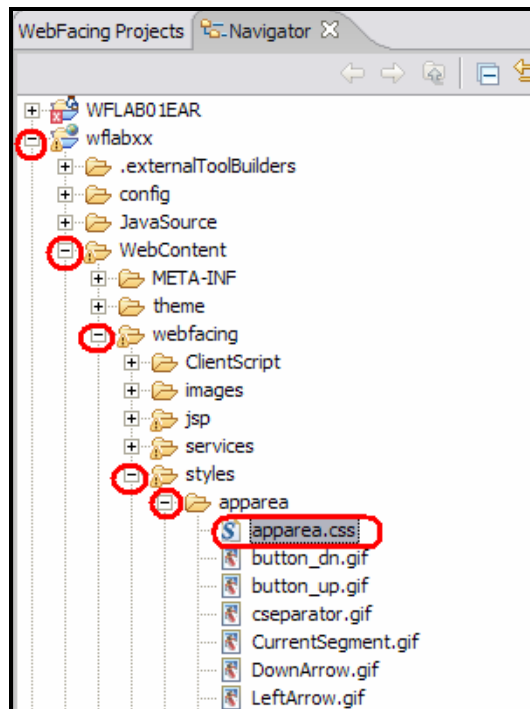 WebFacing Projects Navigator
WFLAB01EAR
wflabxx
.externalToolBuilders
config
JavaSource
WebContent
META-INF
theme
webfacing
ClientScript
images
jsp
services
styles
apparea
apparea.css
button_dn.gif
button_up.gif
cseparator.gif
CurrentSegment.gif
DownArrow.gif
LeftArrow.gif